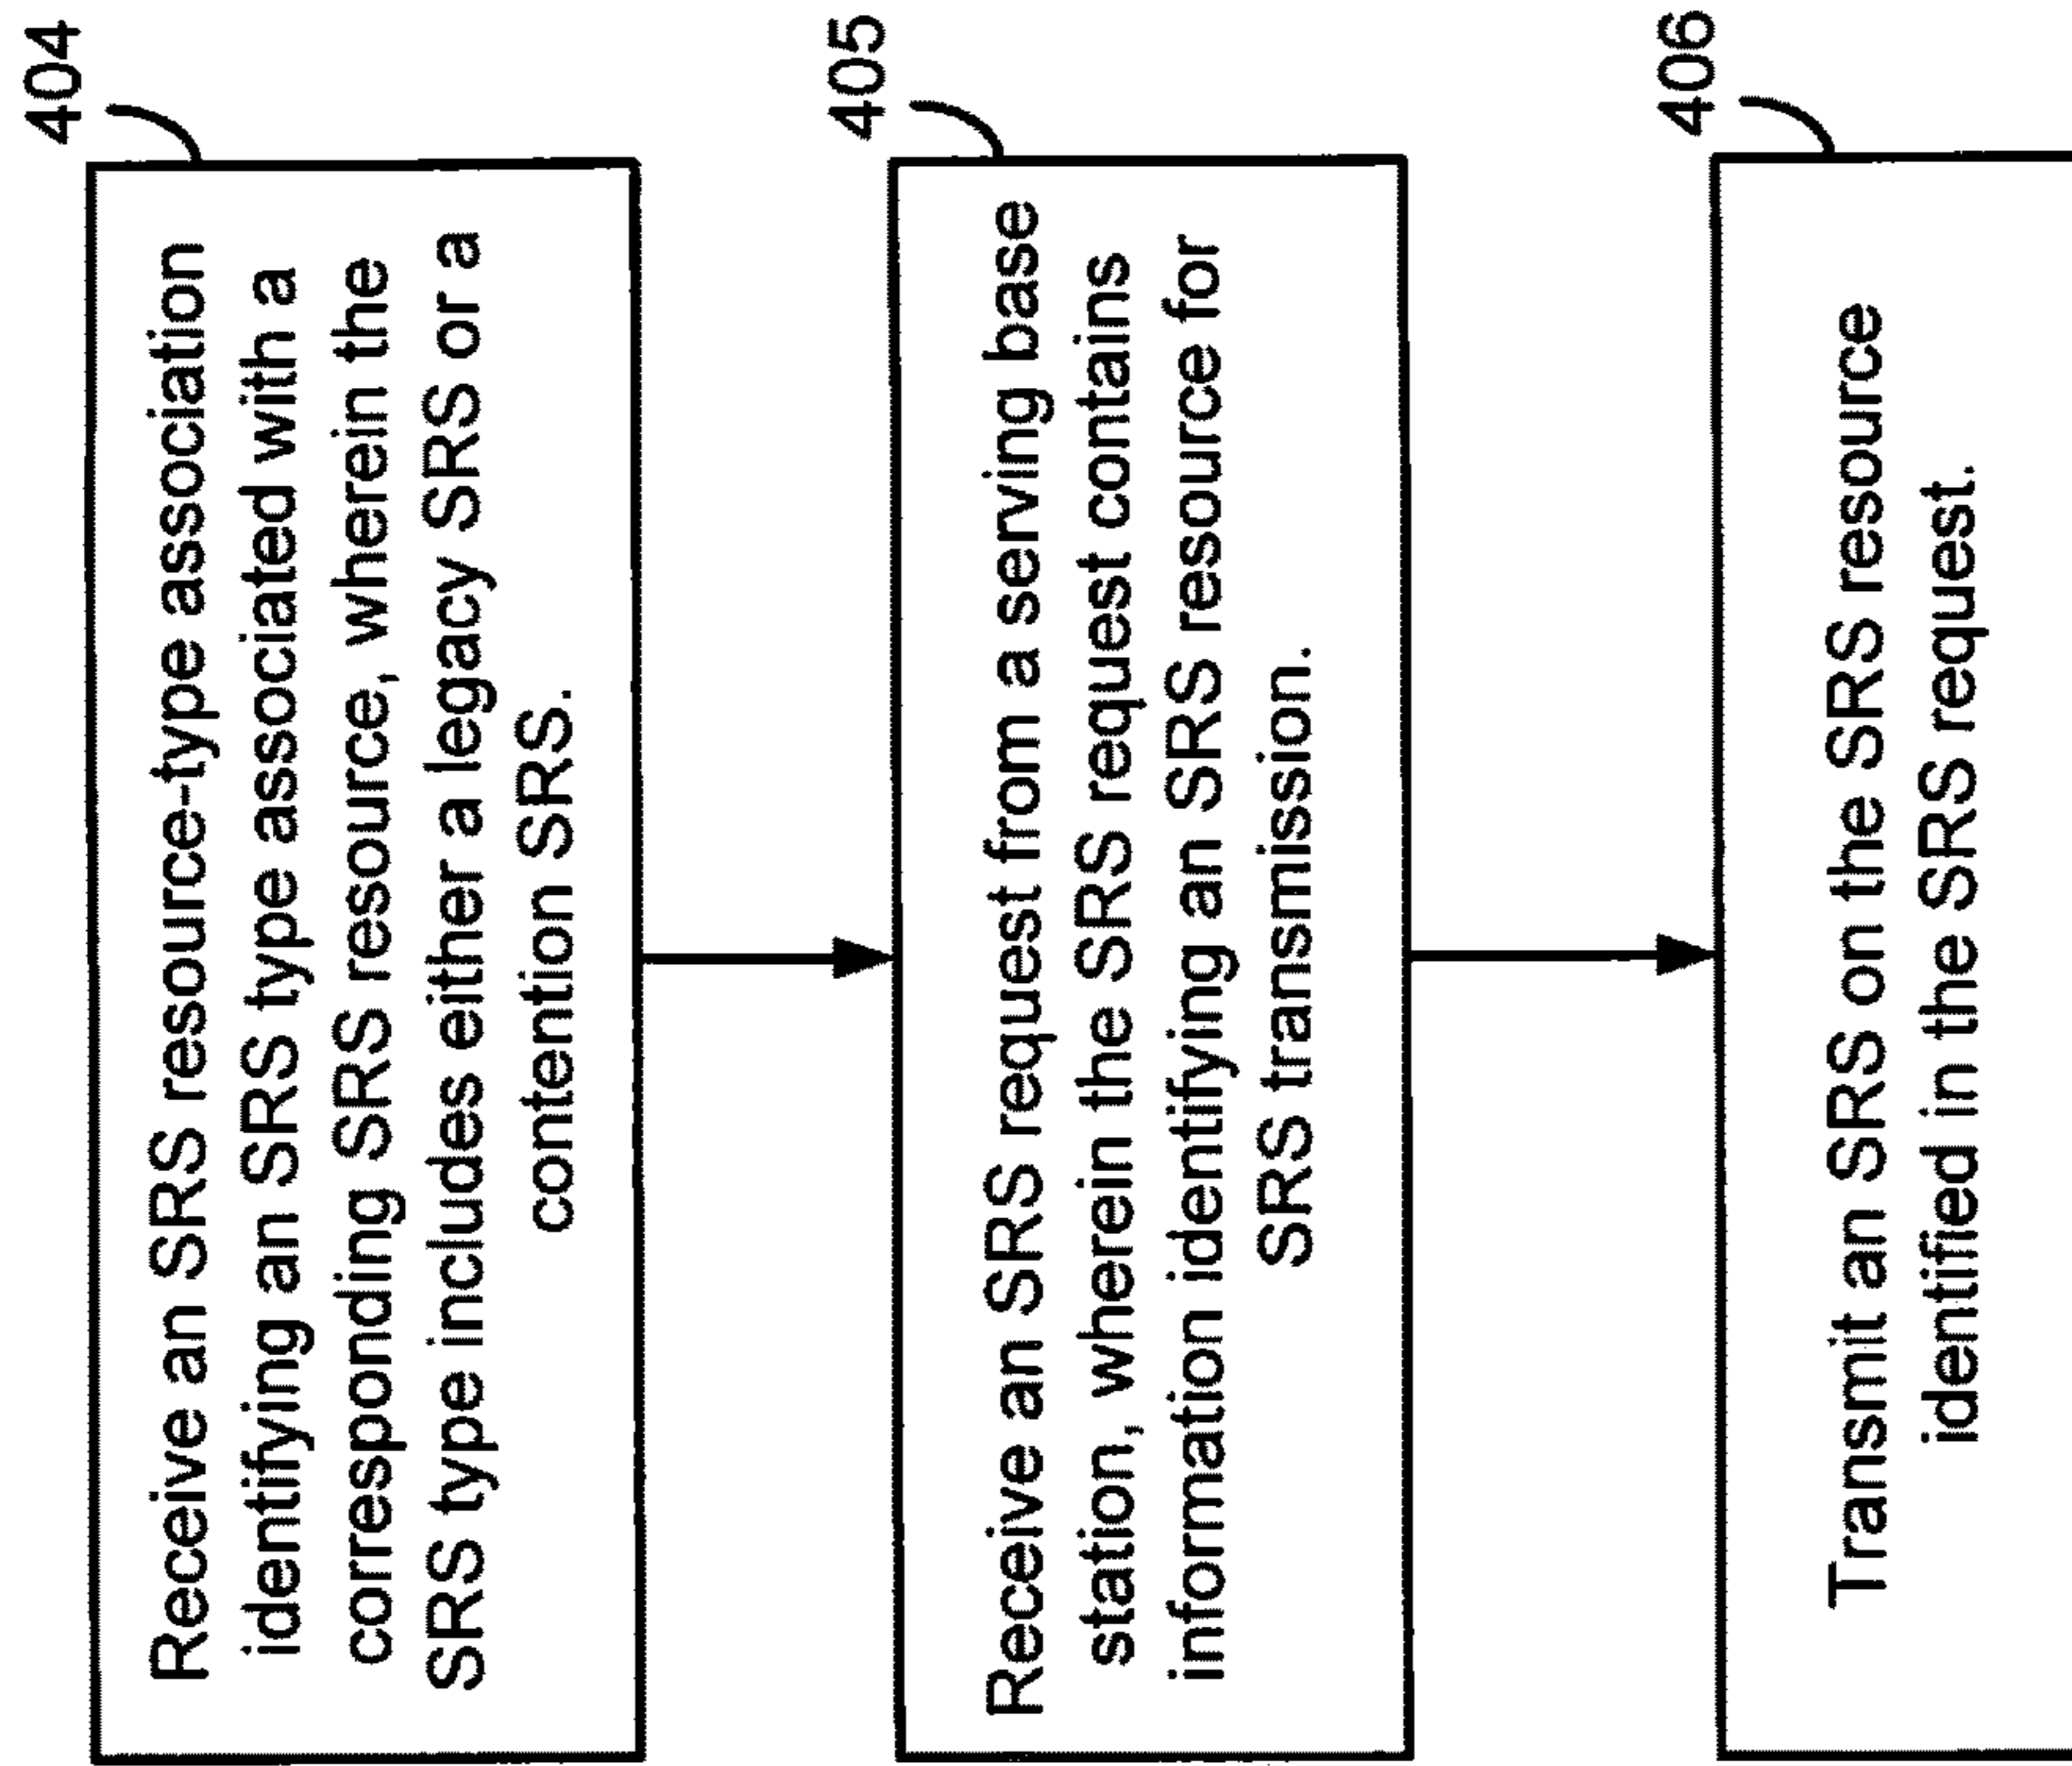 404
Receive an SRS resource-type association
identifying an SRS type associated with a
corresponding SRS resource, wherein the
SRS type includes either a legacy SRS or a
contention SRS.
405
Receive an SRS request from a serving base
station, wherein the SRS request contains
information identifying an SRS resource for
SRS transmission.
406
Transmit an SRS on the SRS resource
identified in the SRS request.